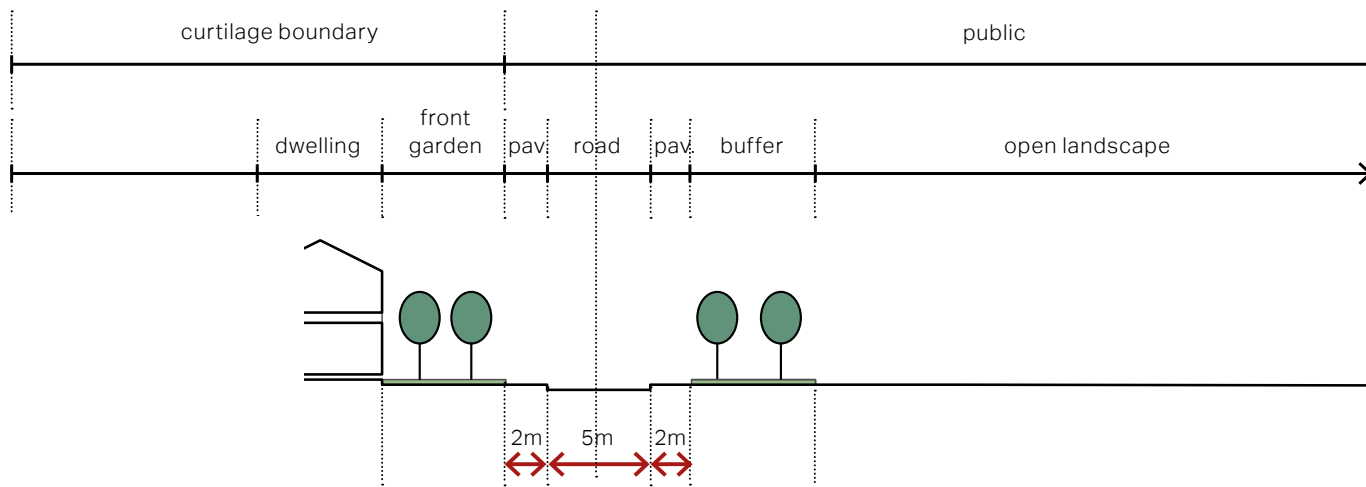 curtilage boundary
public
front
garden
dwelling
pav.
road
pav.
buffer
open landscape
2m
5m
2m